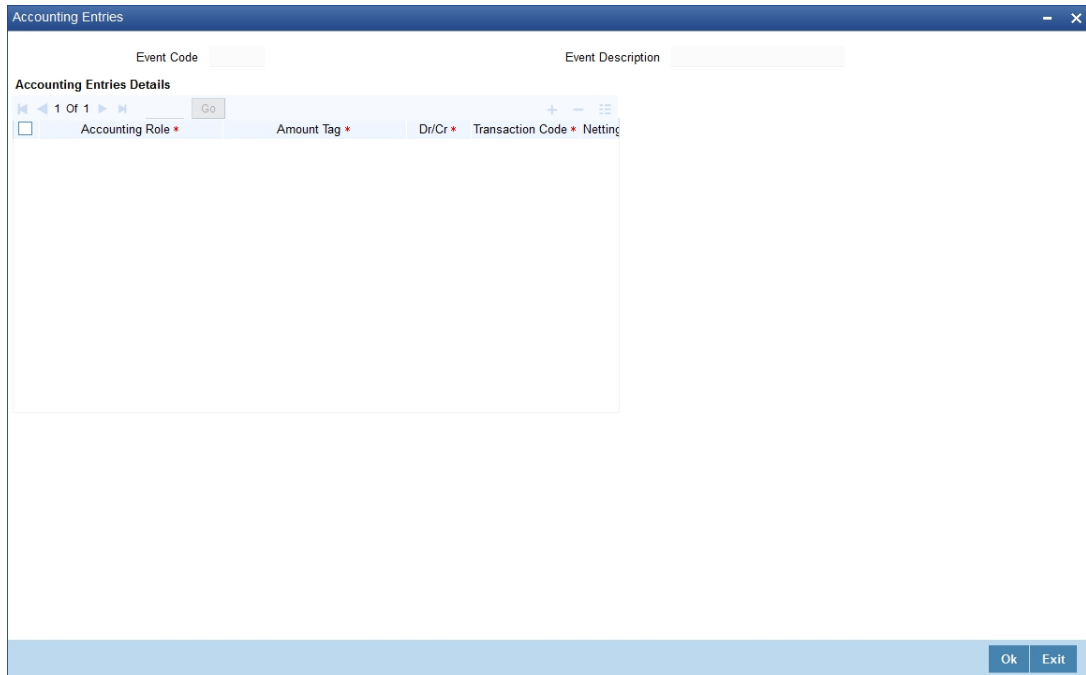 Accounting Entries
Event Code Event Description
Accounting Entries Details
1 Of 1 Go
Accounting Role * Amount Tag * Dr/Cr * Transaction Code * Netting
Ok Exit